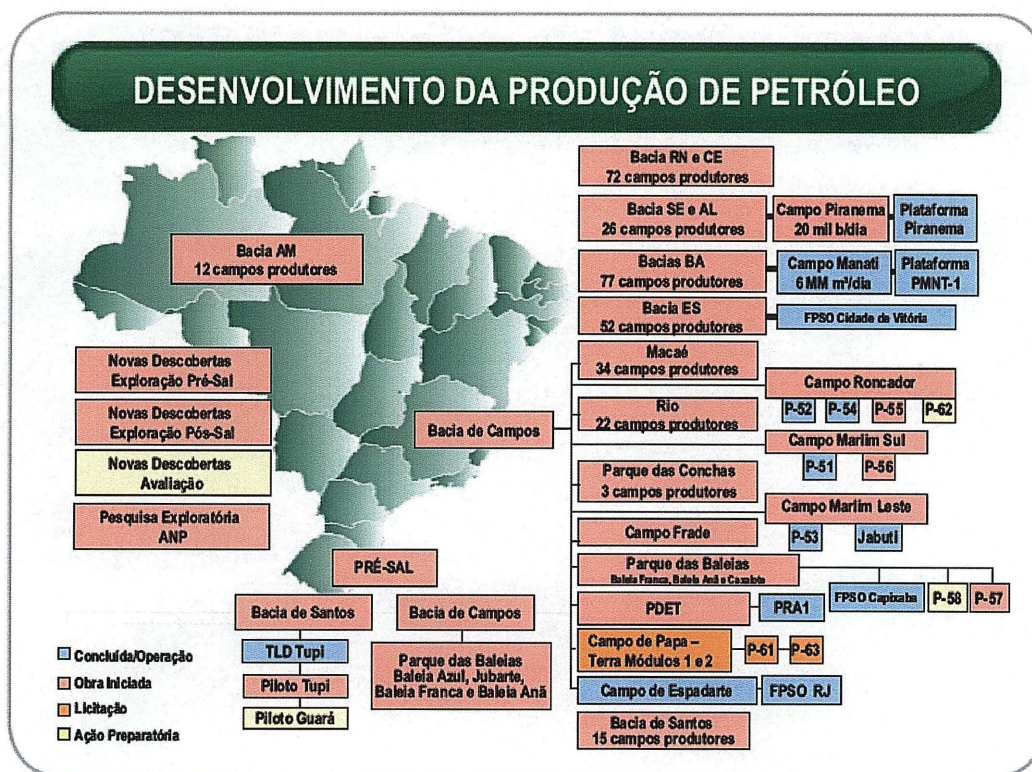 DESENVOLVIMENTO DA PRODUÇÃO DE PETRÓLEO
Bacia AM
12 campos produtores
Novas Descobertas
Exploração Pré-Sal
Novas Descobertas
Exploração Pós-Sal
Novas Descobertas
Avaliação
Pesquisa Exploratória
ANP
Bacia de Campos
Bacia RN e CE
72 campos produtores
Bacia SE e AL
26 campos produtores
Campo Piranema
20 mil b/dia
Plataforma
Piranema
Bacias BA
77 campos produtores
Campo Manati
6MM m³/dia
Plataforma
PMNT-1
Bacia ES
52 campos produtores
FPSO Cidade de Vitória
Macaé
34 campos produtores
Campo Roncador
P-52
P-54
P-55
P-62
Rio
22 campos produtores
Campo Marlim Sul
P-51
P-56
Parque das Conchas
3 campos produtores
Campo Marlim Leste
P-53
Jabuti
Campo Frade
Parque das Baleias
Baleia Franca, Baleia Anã e Caxalote
FPSO Capixaba
P-58
P-57
PDET
PRA1
Campo de Papa –
Terra Módulos 1 e 2
P-61
P-63
Campo de Espadarte
FPSO RJ
Bacia de Santos
15 campos produtores
PRÉ-SAL
Bacia de Santos
TLD Tupi
Piloto Tupi
Piloto Guará
Bacia de Campos
Parque das Baleias
Baleia Azul, Jubarte,
Baleia Franca e Baleia Anã
Concluída/Operação
Obra Iniciada
Licitação
Ação Preparatória